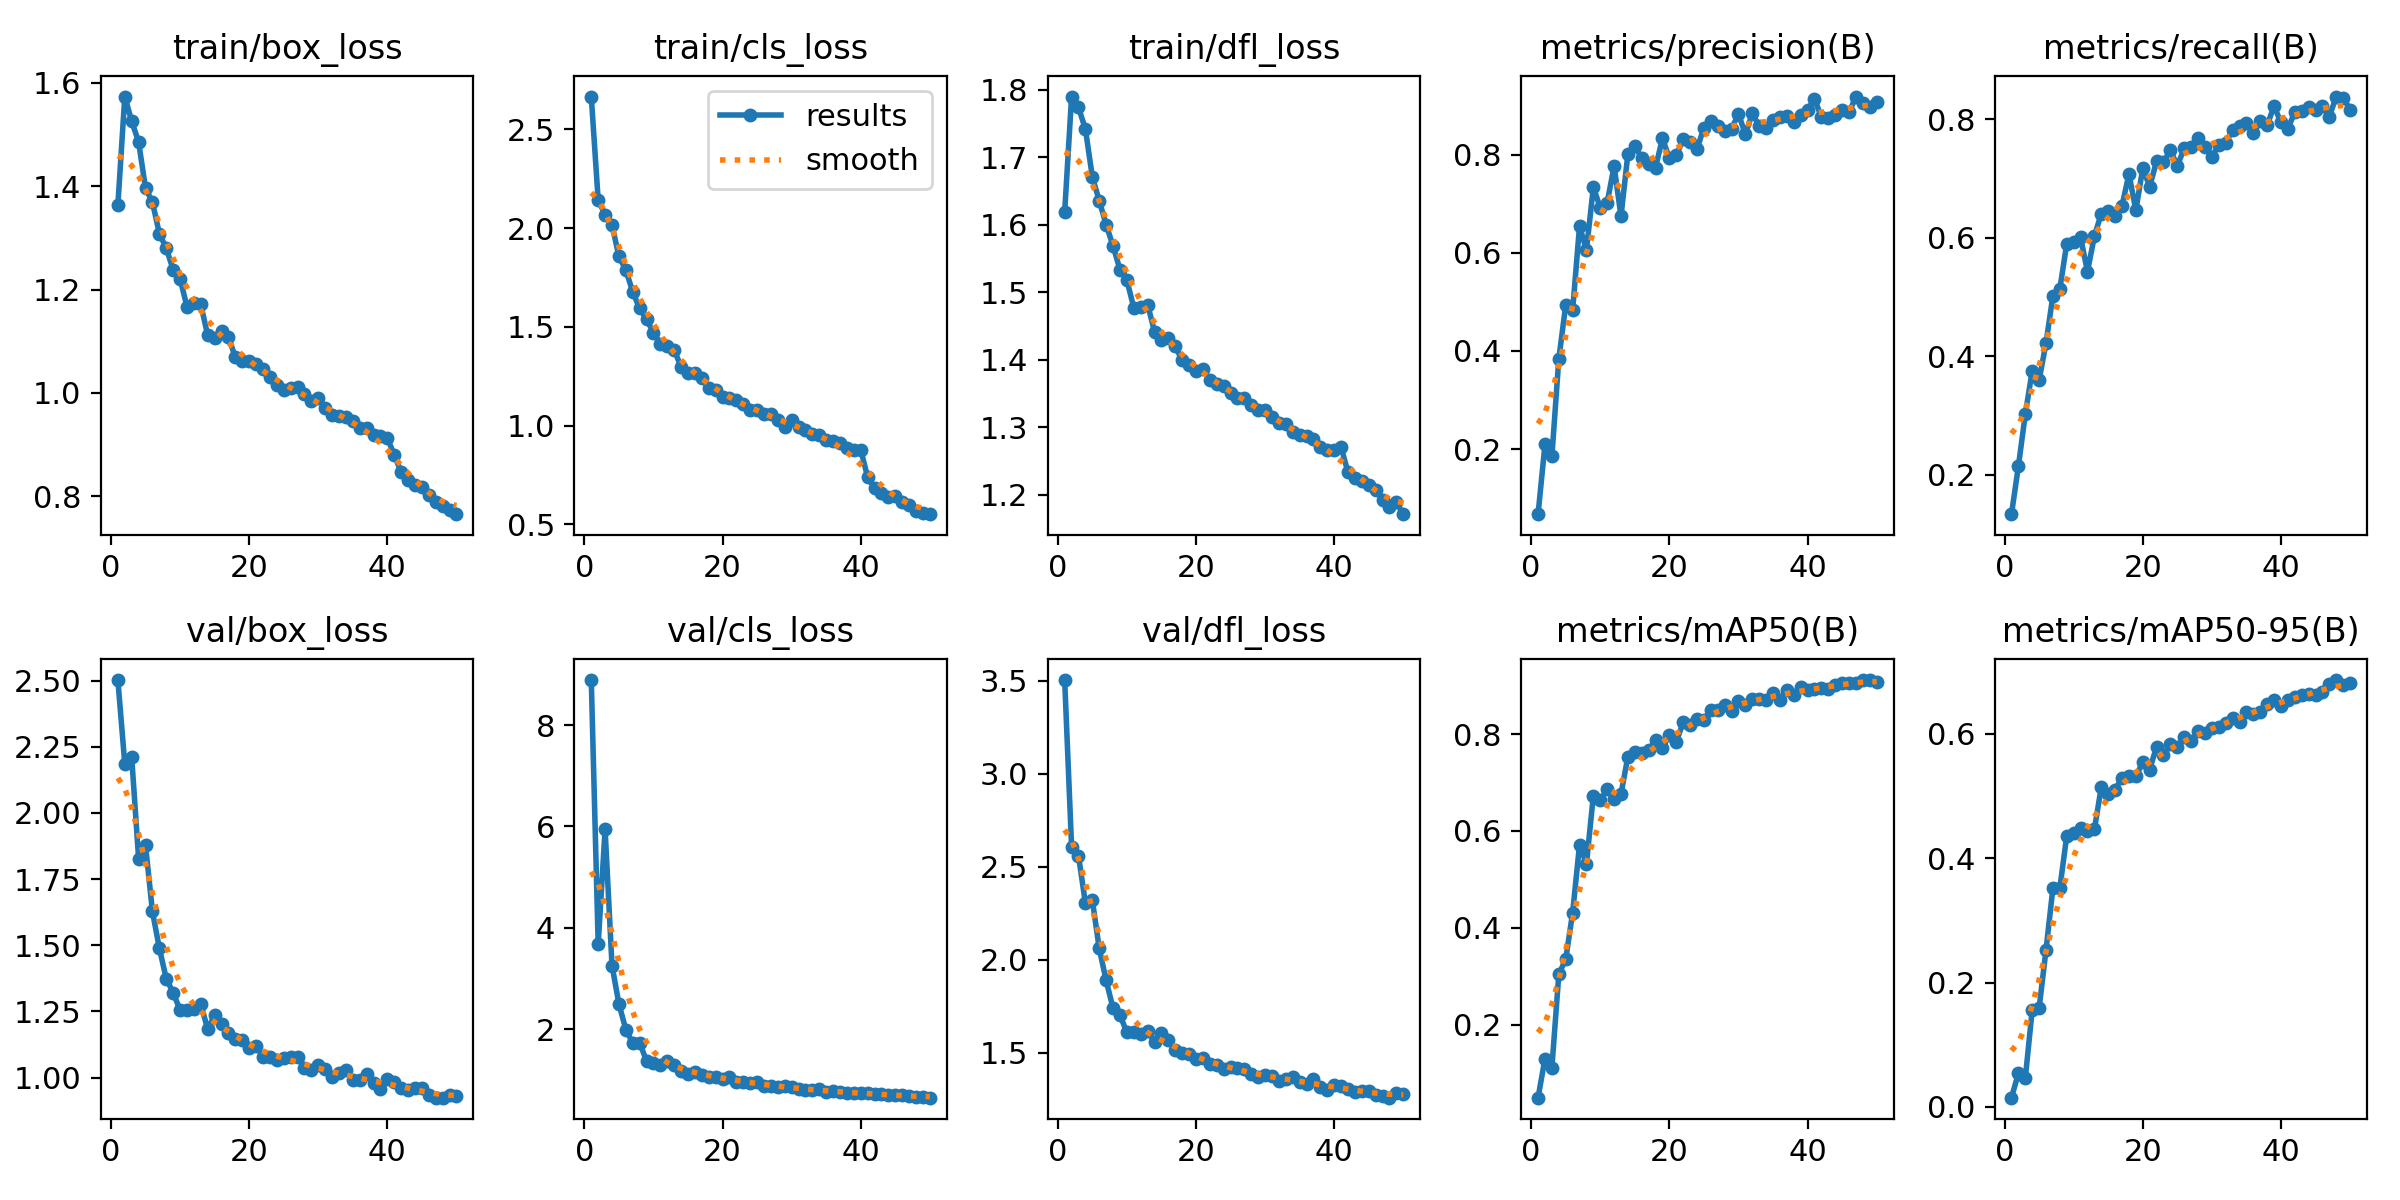 train/box_loss
1.6
1.4
1.2
1.0
0.8
0 20 40
train/cls_loss
results
smooth
2.5
2.0
1.5
1.0
0.5
0 20 40
train/dfl_loss
1.8
1.7
1.6
1.5
1.4
1.3
1.2
0 20 40
metrics/precision(B)
0.8
0.6
0.4
0.2
0 20 40
metrics/recall(B)
0.8
0.6
0.4
0.2
0 20 40
val/box_loss
2.50
2.25
2.00
1.75
1.50
1.25
1.00
0 20 40
val/cls_loss
8
6
4
2
0 20 40
val/dfl_loss
3.5
3.0
2.5
2.0
1.5
0 20 40
metrics/mAP50(B)
0.8
0.6
0.4
0.2
0 20 40
metrics/mAP50-95(B)
0.6
0.4
0.2
0.0
0 20 40